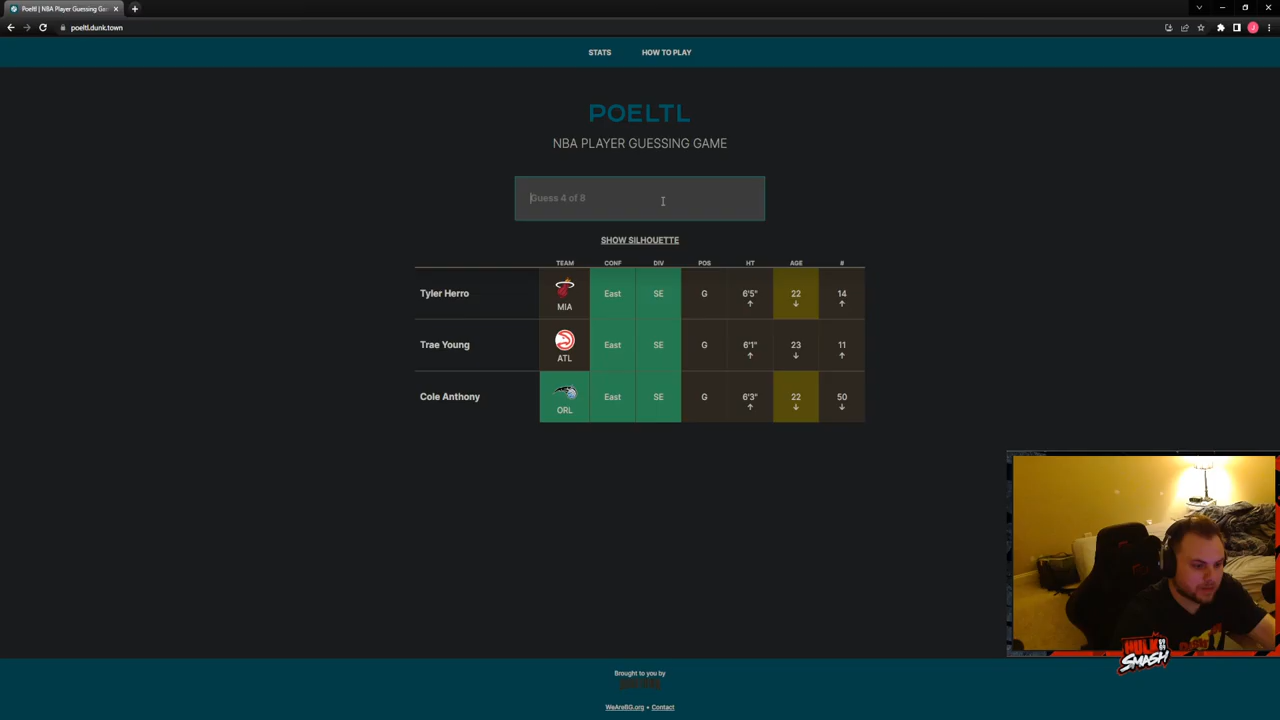 Poeltl | NBA Player Guessing Ga
poeltl.dunk.town
STATS HOW TO PLAY
POELTL
NBA PLAYER GUESSING GAME
Guess 4 of 8
SHOW SILHOUETTE
TEAM CONF DIV POS HT AGE #
Tyler Herro MIA East SE G 6'5" ↑ 22 ↓ 14 ↑
Trae Young ATL East SE G 6'1" ↑ 23 ↓ 11 ↑
Cole Anthony ORL East SE G 6'3" ↑ 22 ↓ 50 ↓
HULK
SMASH
Brought to you by
WeAreBG.org • Contact